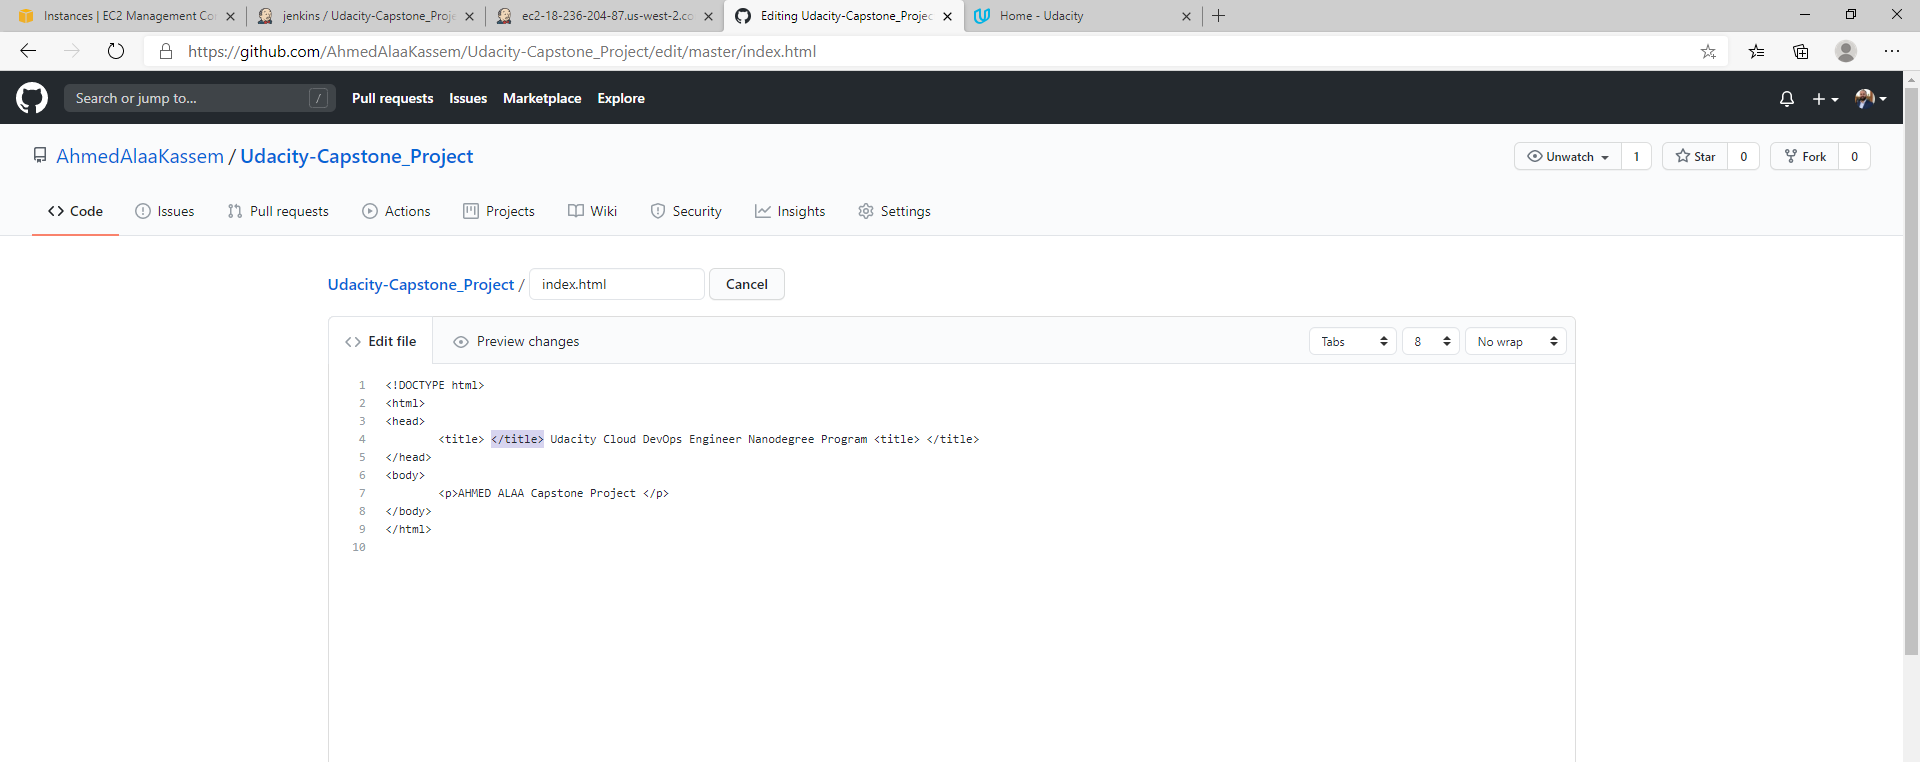 Instances | EC2 Management Co
jenkins / Udacity-Capstone_Proje
ec2-18-236-204-87.us-west-2.co
Editing Udacity-Capstone_Projec
Home - Udacity
https://github.com/AhmedAlaaKassem/Udacity-Capstone_Project/edit/master/index.html
Search or jump to... /
Pull requests Issues Marketplace Explore
AhmedAlaaKassem / Udacity-Capstone_Project
Unwatch 1 Star 0 Fork 0
Code Issues Pull requests Actions Projects Wiki Security Insights Settings
Udacity-Capstone_Project / index.html Cancel
<> Edit file Preview changes Tabs 8 No wrap
1 <!DOCTYPE html>
2 <html>
3 <head>
4 <title> </title> Udacity Cloud DevOps Engineer Nanodegree Program <title> </title>
5 </head>
6 <body>
7 <p>AHMED ALAA Capstone Project </p>
8 </body>
9 </html>
10